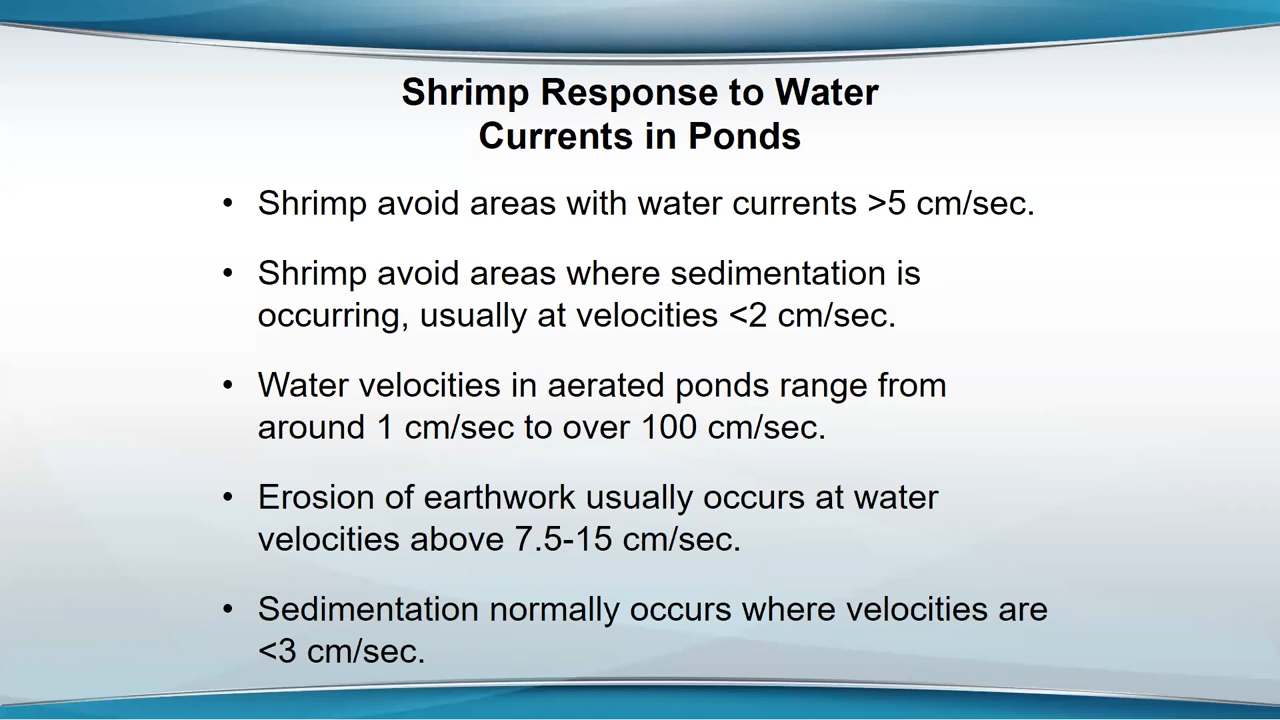 Shrimp Response to Water
Currents in Ponds
• Shrimp avoid areas with water currents >5 cm/sec.
• Shrimp avoid areas where sedimentation is
occurring, usually at velocities <2 cm/sec.
• Water velocities in aerated ponds range from
around 1 cm/sec to over 100 cm/sec.
• Erosion of earthwork usually occurs at water
velocities above 7.5-15 cm/sec.
• Sedimentation normally occurs where velocities are
<3 cm/sec.